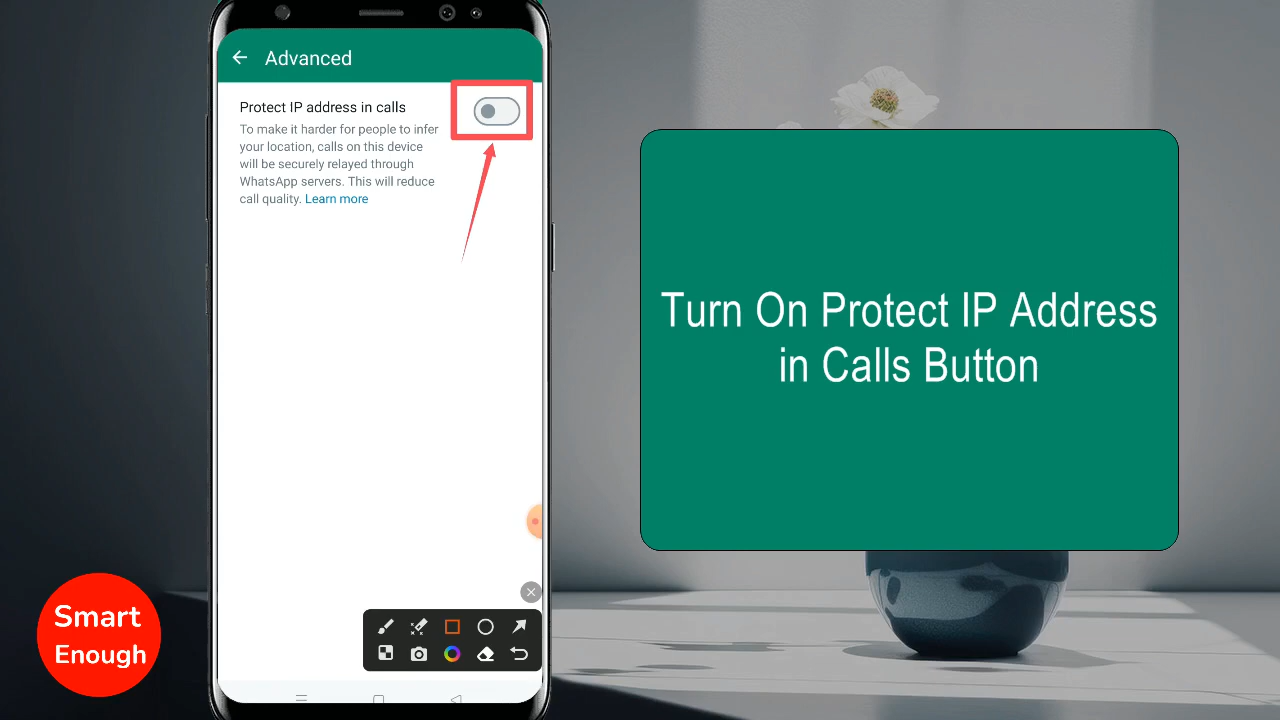 Advanced
Protect IP address in calls
To make it harder for people to infer
your location, calls on this device
will be securely relayed through
WhatsApp servers. This will reduce
call quality. Learn more
Turn On Protect IP Address
in Calls Button
Smart
Enough